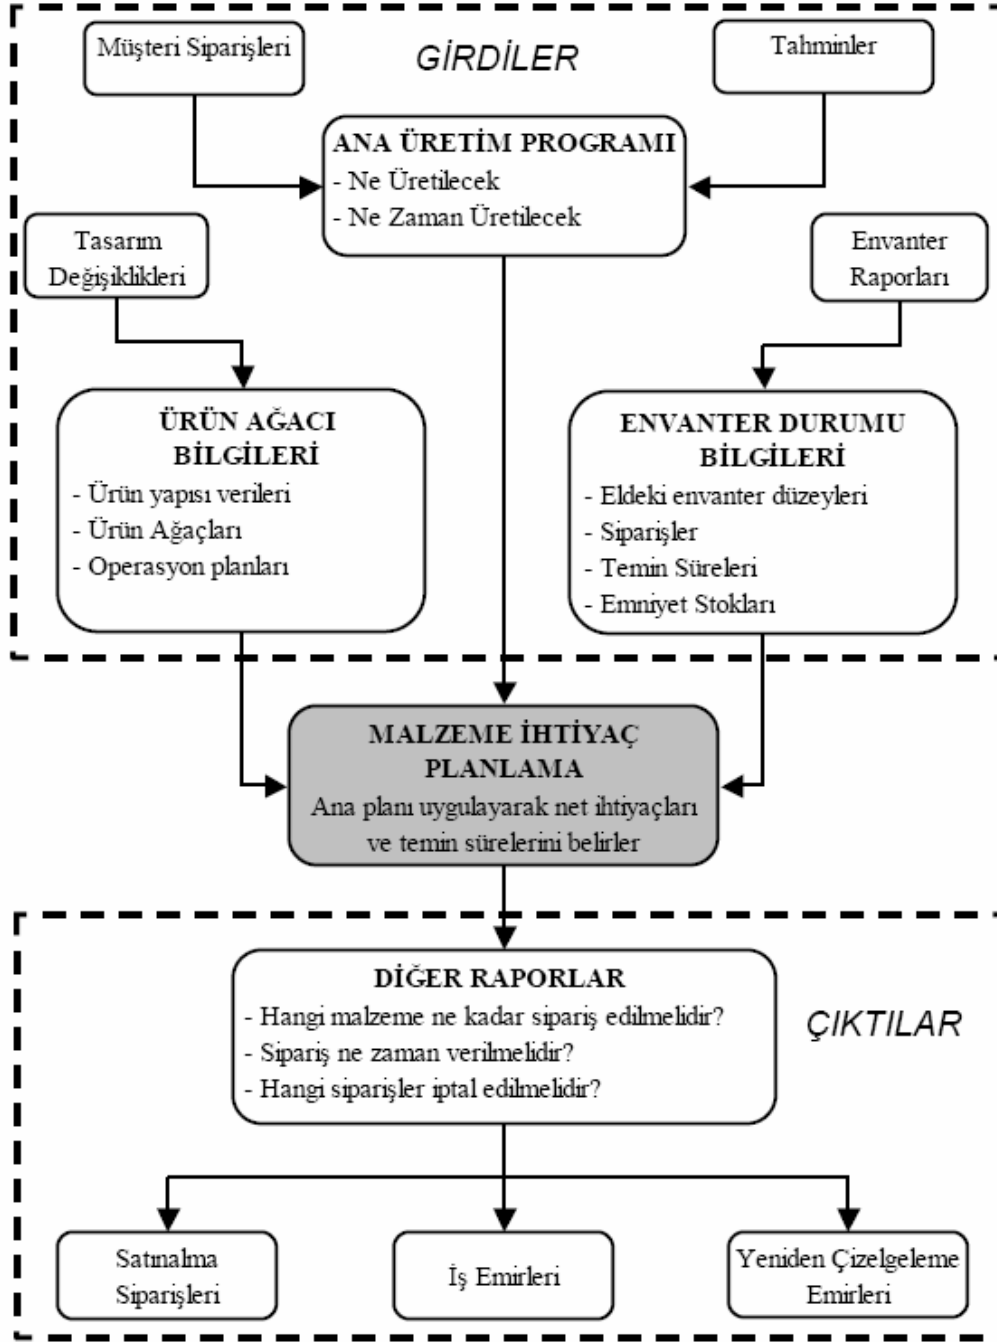 Müşteri Siparişleri
GİRDİLER
Tahminler
ANA ÜRETİM PROGRAMI
- Ne Üretilecek
- Ne Zaman Üretilecek
Tasarım
Değişiklikleri
Envanter
Raporları
ÜRÜN AĞACI
BİLGİLERİ
- Ürün yapısı verileri
- Ürün Ağaçları
- Operasyon planları
ENVANTER DURUMU
BİLGİLERİ
- Eldeki envanter düzeyleri
- Siparişler
- Temin Süreleri
- Emniyet Stokları
MALZEME İHTİYAÇ
PLANLAMA
Ana planı uygulayarak net ihtiyaçları
ve temin sürelerini belirler
DİĞER RAPORLAR
- Hangi malzeme ne kadar sipariş edilmelidir?
- Sipariş ne zaman verilmelidir?
- Hangi siparişler iptal edilmelidir?
ÇIKTILAR
Satınalma
Siparişleri
İş Emirleri
Yeniden Çizelgeleme
Emirleri